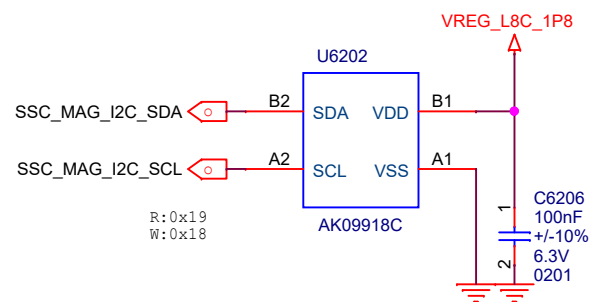 VREG_L8C_1P8
U6202
SSC_MAG_I2C_SDA
B2
SDA
VDD
B1
SSC_MAG_I2C_SCL
A2
SCL
VSS
A1
R:0x19
W:0x18
AK09918C
1
2
C6206
100nF
+/-10%
6.3V
0201